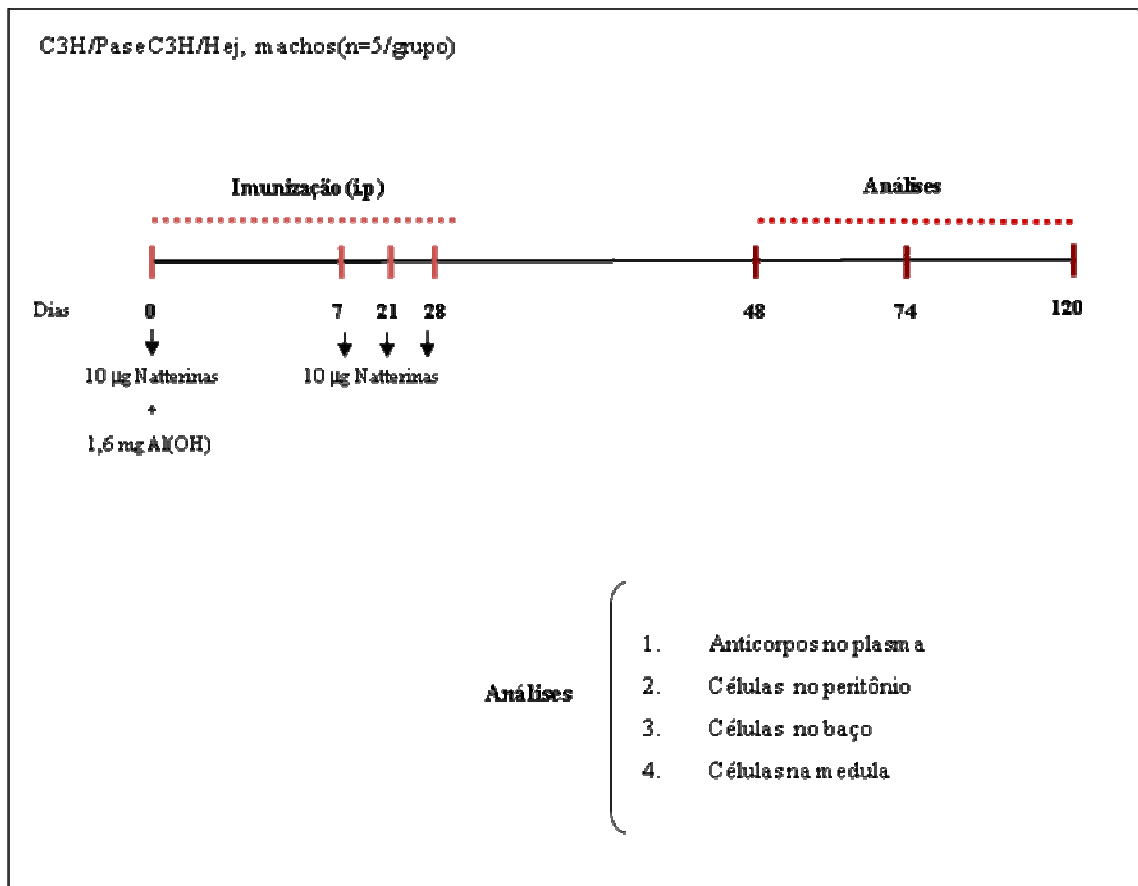 C3H/Pas e C3H/Hej, machos (n=5/grupo)
Imunização (i.p)
Análises
Dias 0 7 21 28 48 74 120
10 µg Natterinas 10 µg Natterinas
+
1,6 mg Al(OH)
Análises
1. Anticorpos no plasma
2. Células no peritônio
3. Células no baço
4. Células na medula